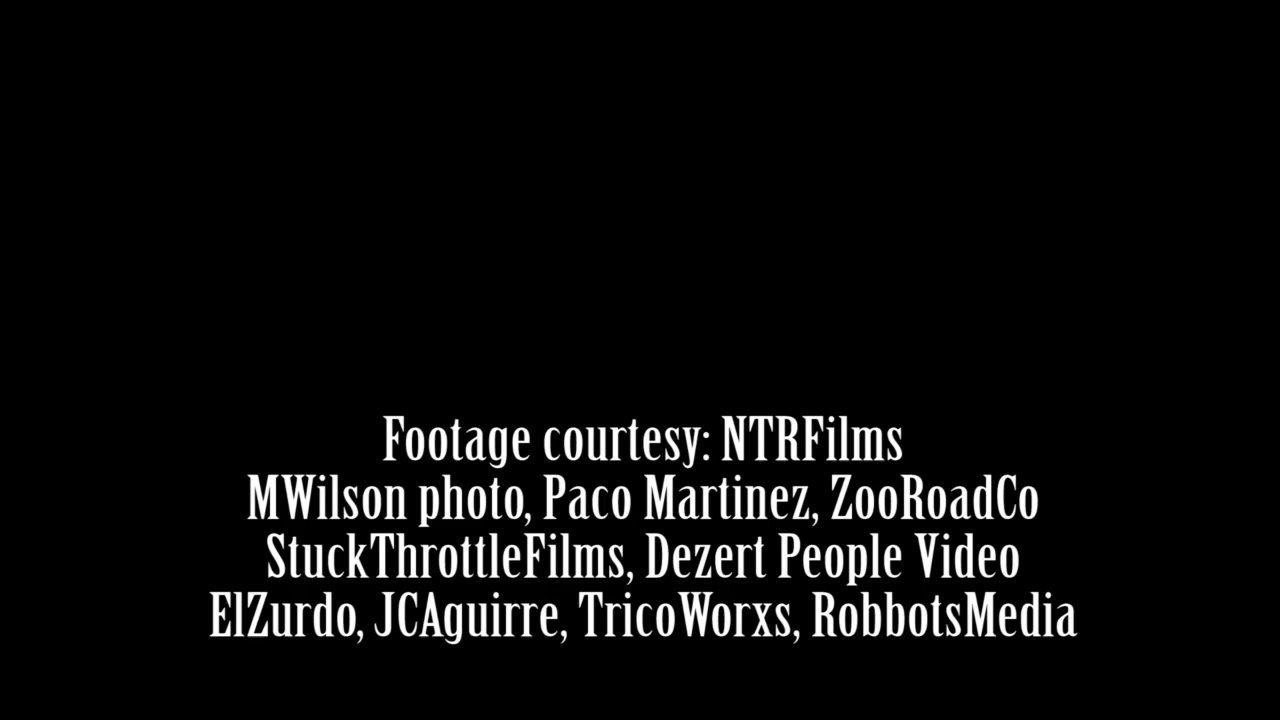 Footage courtesy: NTRFilms
MWilson photo, Paco Martinez, ZooRoadCo
StuckThrottleFilms, Dezert People Video
ElZurdo, JCAguirre, TricoWorxs, RobbotsMedia